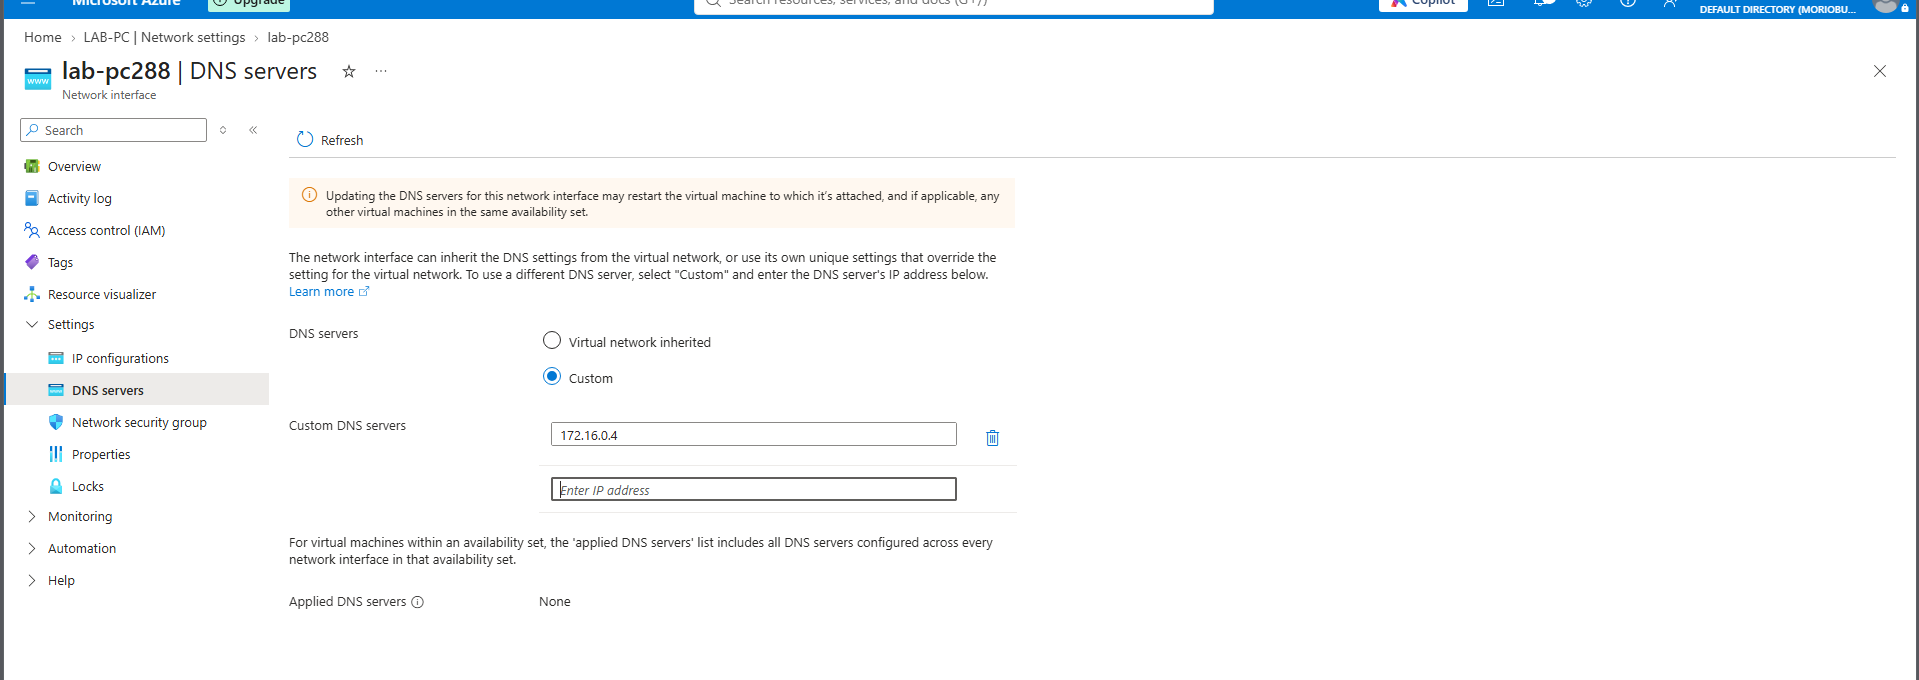 Microsoft Azure
Upgrade
Search resources, services, and docs (G+/)
Copilot
DEFAULT DIRECTORY (MORIOBU...
Home > LAB-PC | Network settings > lab-pc288
lab-pc288 | DNS servers
Network interface
Search
Overview
Activity log
Access control (IAM)
Tags
Resource visualizer
Settings
IP configurations
DNS servers
Network security group
Properties
Locks
Monitoring
Automation
Help
Refresh
Updating the DNS servers for this network interface may restart the virtual machine to which it's attached, and if applicable, any
other virtual machines in the same availability set.
The network interface can inherit the DNS settings from the virtual network, or use its own unique settings that override the
setting for the virtual network. To use a different DNS server, select "Custom" and enter the DNS server's IP address below.
Learn more
DNS servers
Virtual network inherited
Custom
Custom DNS servers
172.16.0.4
Enter IP address
For virtual machines within an availability set, the 'applied DNS servers' list includes all DNS servers configured across every
network interface in that availability set.
Applied DNS servers
None